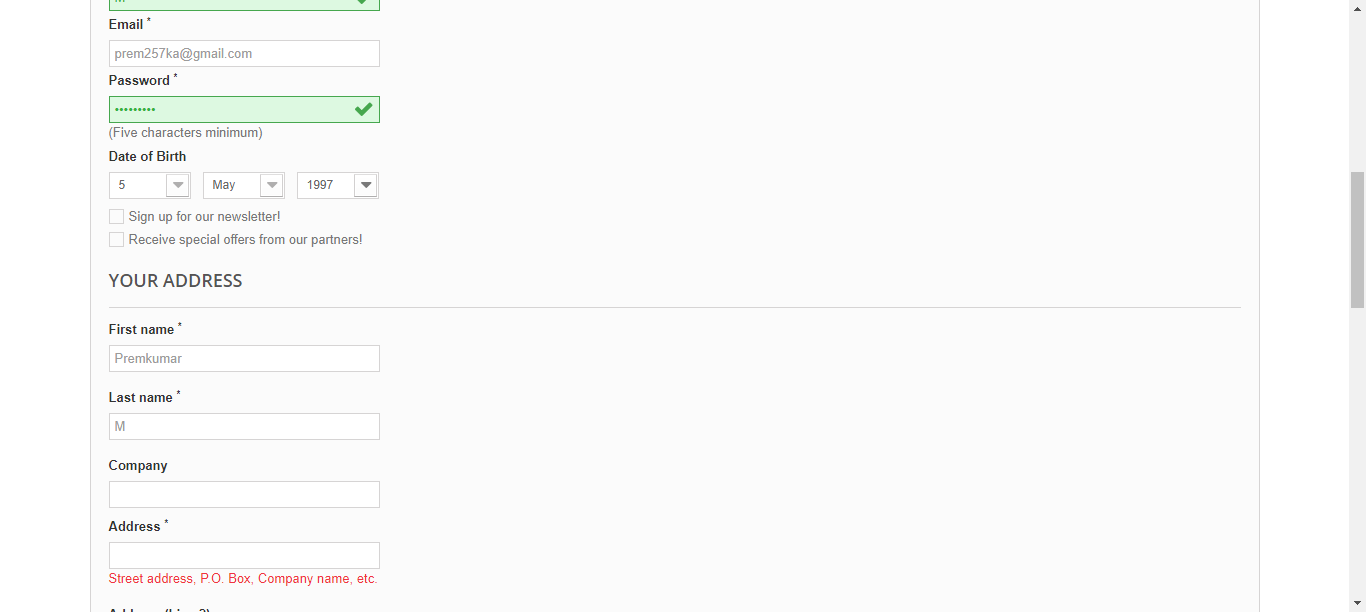 Email *
prem257ka@gmail.com
Password *
•••••••••
(Five characters minimum)
Date of Birth
5 May 1997
Sign up for our newsletter!
Receive special offers from our partners!
YOUR ADDRESS
First name *
Premkumar
Last name *
M
Company
Address *
Street address, P.O. Box, Company name, etc.